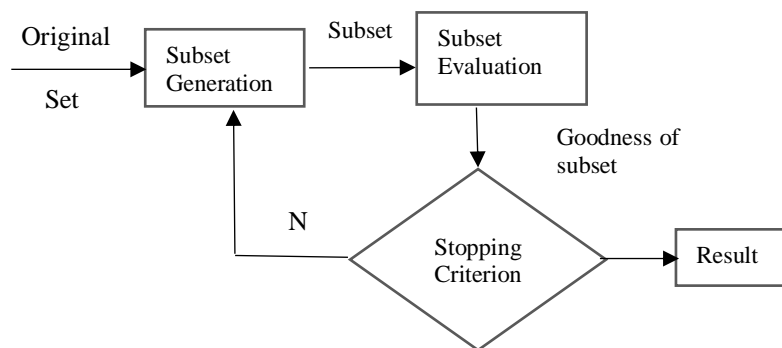 Original
Set
Subset
Generation
Subset
Subset
Evaluation
Goodness of
subset
N
Stopping
Criterion
Result